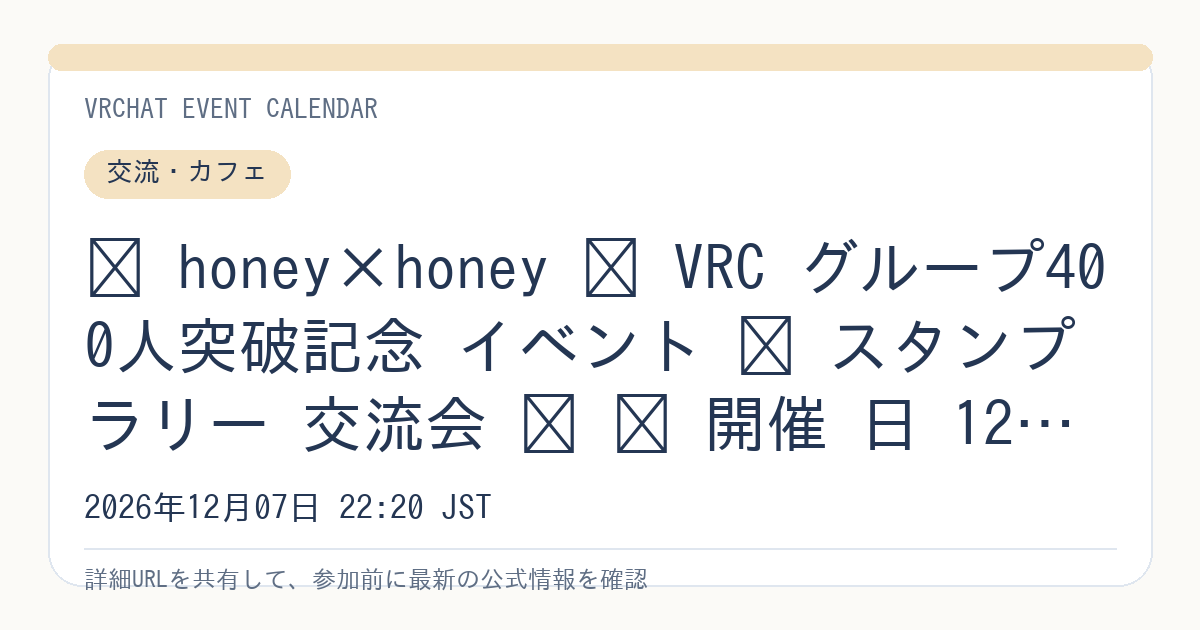 VRCHAT EVENT CALENDAR
交流・カフェ
honey×honey VRC グループ40
0人突破記念 イベント スタンプ
ラリー 交流会 開催 日 12…
2026年12月07日 22:20 JST
詳細URLを共有して、参加前に最新の公式情報を確認